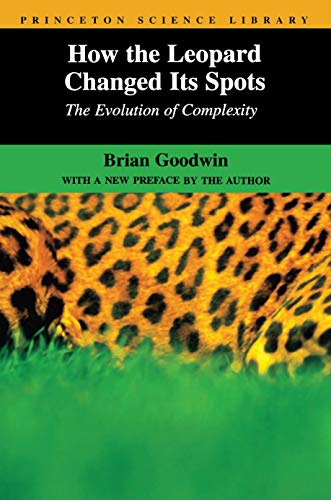 PRINCETON SCIENCE LIBRARY
How the Leopard
Changed Its Spots
The Evolution of Complexity
Brian Goodwin
WITH A NEW PREFACE BY THE AUTHOR